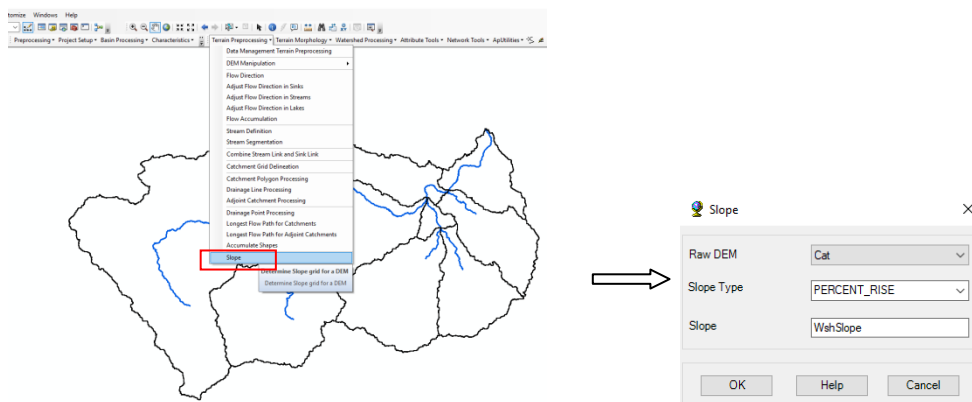 tomize Windows Help
Preprocessing Project Setup Basin Processing Characteristics Terrain Preprocessing Terrain Morphology Watershed Processing Attribute Tools Network Tools ApUtilities
Data Management Terrain Preprocessing
DEM Manipulation
Flow Direction
Adjust Flow Direction in Sinks
Adjust Flow Direction in Streams
Adjust Flow Direction in Lakes
Flow Accumulation
Stream Definition
Stream Segmentation
Combine Stream Link and Sink Link
Catchment Grid Delineation
Catchment Polygon Processing
Drainage Line Processing
Adjoint Catchment Processing
Drainage Point Processing
Longest Flow Path for Catchments
Longest Flow Path for Adjoint Catchments
Accumulate Shapes
Slope
Determine Slope grid for a DEM
Determine Slope grid for a DEM
Slope
Raw DEM Cat
Slope Type PERCENT_RISE
Slope WshSlope
OK Help Cancel